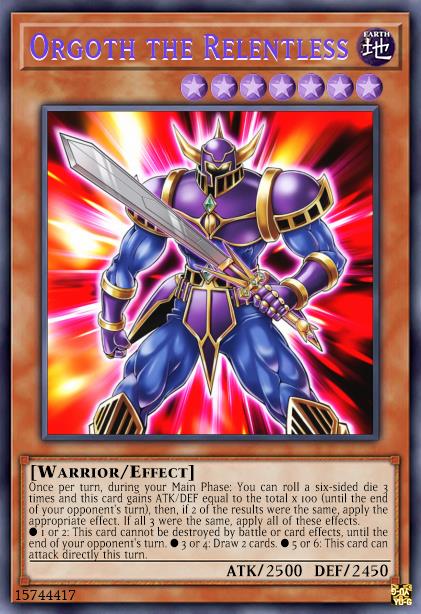 ORGOTH THE RELENTLESS
EARTH
地
[WARRIOR/EFFECT]
Once per turn, during your Main Phase: You can roll a six-sided die 3
times and this card gains ATK/DEF equal to the total x 100 (until the end
of your opponent's turn), then, if 2 of the results were the same, apply the
appropriate effect. If all 3 were the same, apply all of these effects.
● 1 or 2: This card cannot be destroyed by battle or card effects, until the
end of your opponent's turn. ● 3 or 4: Draw 2 cards. ● 5 or 6: This card can
attack directly this turn.
ATK/2500 DEF/2450
15744417